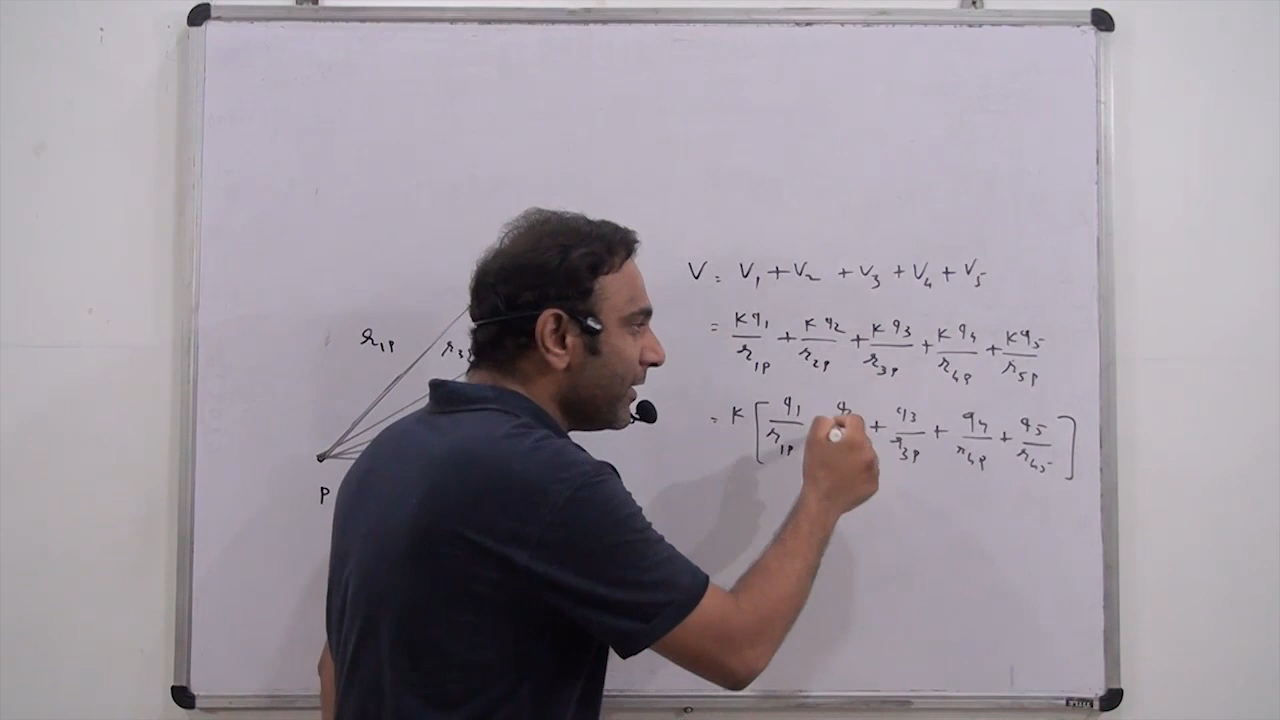 V = V₁ + V₂ + V₃ + V₄ + V₅
= Kq₁/r₁P + Kq₂/r₂P + Kq₃/r₃P + Kq₄/r₄P + Kq₅/r₅P
r₁P
= K [ q₁/r₁P + q₃/r₃P + q₄/r₄P + q₅/r₄₅ ]
P